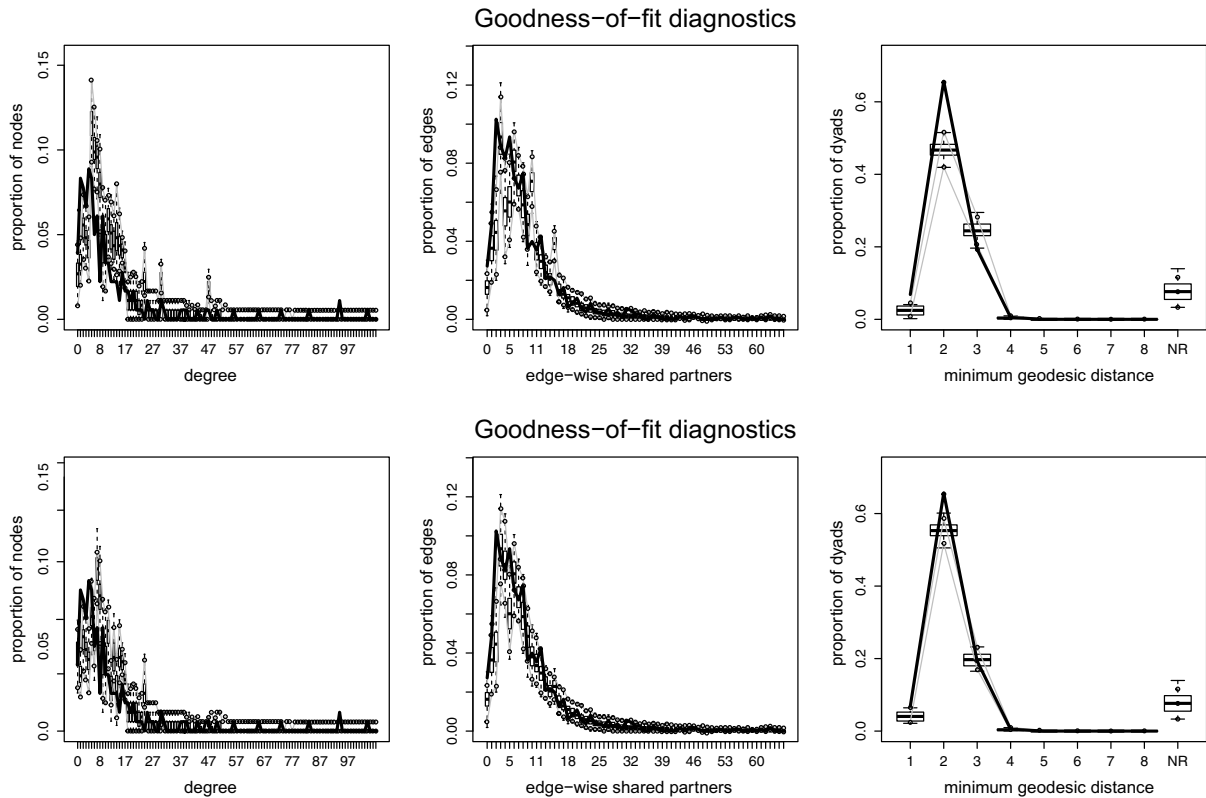 Goodness−of−fit diagnostics
0.00 0.05 0.10 0.15
proportion of nodes
0 8 17 27 37 47 57 67 77 87 97
degree
0.00 0.04 0.08 0.12
proportion of edges
0 5 11 18 25 32 39 46 53 60
edge−wise shared partners
0.0 0.2 0.4 0.6
proportion of dyads
1 2 3 4 5 6 7 8 NR
minimum geodesic distance
Goodness−of−fit diagnostics
0.00 0.05 0.10 0.15
proportion of nodes
0 8 17 27 37 47 57 67 77 87 97
degree
0.00 0.04 0.08 0.12
proportion of edges
0 5 11 18 25 32 39 46 53 60
edge−wise shared partners
0.0 0.2 0.4 0.6
proportion of dyads
1 2 3 4 5 6 7 8 NR
minimum geodesic distance